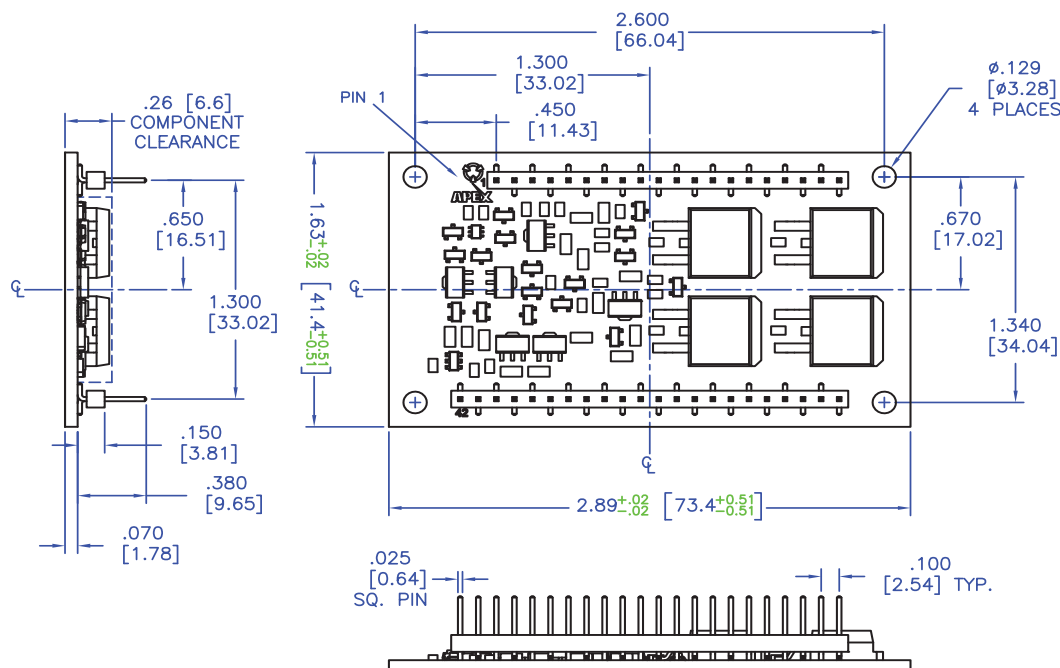 2.600
[66.04]
1.300
[33.02]
ø.129
[ø3.28]
4 PLACES
PIN 1
.450
[11.43]
.26 [6.6]
COMPONENT
CLEARANCE
1
APEX
.650
[16.51]
1.63+.02 -.02 [41.4+0.51 -0.51]
.670
[17.02]
℄
℄
1.300
[33.02]
1.340
[34.04]
42
.150
[3.81]
℄
.380
[9.65]
2.89+.02 -.02 [73.4+0.51 -0.51]
.070
[1.78]
.025
[0.64]
SQ. PIN
.100
[2.54] TYP.